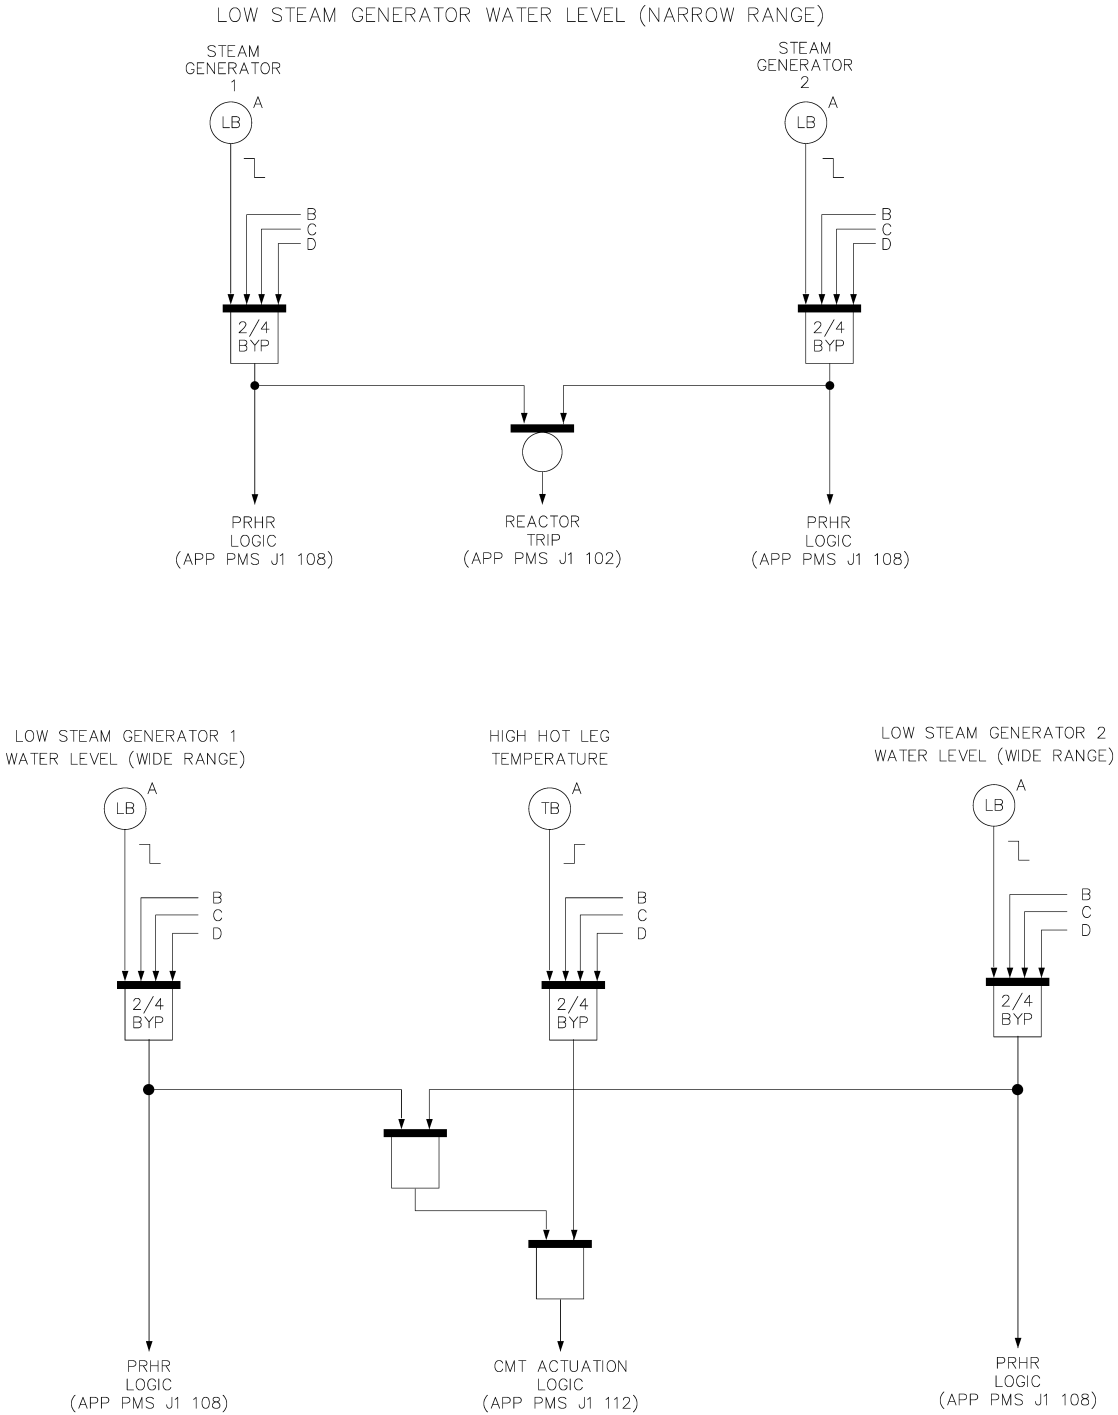 LOW STEAM GENERATOR WATER LEVEL (NARROW RANGE)
STEAM
GENERATOR
1
A
LB
B
C
D
2/4
BYP
STEAM
GENERATOR
2
A
LB
B
C
D
2/4
BYP
PRHR
LOGIC
(APP PMS J1 108)
REACTOR
TRIP
(APP PMS J1 102)
PRHR
LOGIC
(APP PMS J1 108)
LOW STEAM GENERATOR 1
WATER LEVEL (WIDE RANGE)
A
LB
B
C
D
2/4
BYP
HIGH HOT LEG
TEMPERATURE
A
TB
B
C
D
2/4
BYP
LOW STEAM GENERATOR 2
WATER LEVEL (WIDE RANGE)
A
LB
B
C
D
2/4
BYP
PRHR
LOGIC
(APP PMS J1 108)
CMT ACTUATION
LOGIC
(APP PMS J1 112)
PRHR
LOGIC
(APP PMS J1 108)